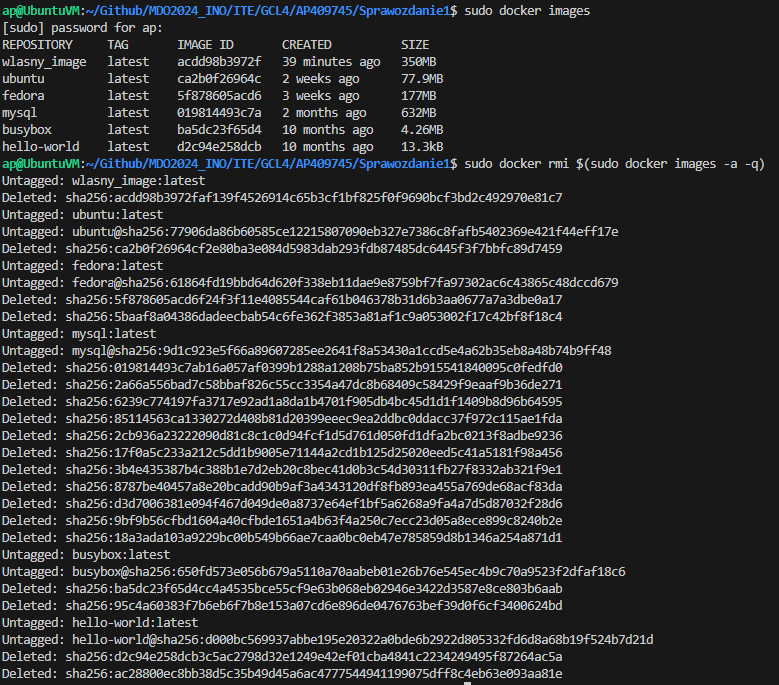 ap@UbuntuVM:~/Github/MDO2024_INO/ITE/GCL4/AP409745/Sprawozdanie1$ sudo docker images
[sudo] password for ap:
REPOSITORY TAG IMAGE ID CREATED SIZE
wlasny_image latest acdd98b3972f 39 minutes ago 350MB
ubuntu latest ca2b0f26964c 2 weeks ago 77.9MB
fedora latest 5f878605acd6 3 weeks ago 177MB
mysql latest 019814493c7a 2 months ago 632MB
busybox latest ba5dc23f65d4 10 months ago 4.26MB
hello-world latest d2c94e258dcb 10 months ago 13.3kB
ap@UbuntuVM:~/Github/MDO2024_INO/ITE/GCL4/AP409745/Sprawozdanie1$ sudo docker rmi $(sudo docker images -a -q)
Untagged: wlasny_image:latest
Deleted: sha256:acdd98b3972faf139f4526914c65b3cf1bf825f0f9690bcf3bd2c492970e81c7
Untagged: ubuntu:latest
Untagged: ubuntu@sha256:77906da86b60585ce12215807090eb327e7386c8fafb5402369e421f44eff17e
Deleted: sha256:ca2b0f26964cf2e80ba3e084d5983dab293fdb87485dc6445f3f7bbfc89d7459
Untagged: fedora:latest
Untagged: fedora@sha256:61864fd19bbd64d620f338eb11dae9e8759bf7fa97302ac6c43865c48dccd679
Deleted: sha256:5f878605acd6f24f3f11e4085544caf61b046378b31d6b3aa0677a7a3dbe0a17
Deleted: sha256:5baaf8a04386dadeecbab54c6fe362f3853a81af1c9a053002f17c42bf8f18c4
Untagged: mysql:latest
Untagged: mysql@sha256:9d1c923e5f66a89607285ee2641f8a53430a1ccd5e4a62b35eb8a48b74b9ff48
Deleted: sha256:019814493c7ab16a057af0399b1288a1208b75ba852b915541840095c0fedfd0
Deleted: sha256:2a66a556bad7c58bbaf826c55cc3354a47dc8b68409c58429f9eaaf9b36de271
Deleted: sha256:6239c774197fa3717e92ad1a8da1b4701f905db4bc45d1d1f1409b8d96b64595
Deleted: sha256:85114563ca1330272d408b81d20399eeec9ea2ddbc0ddacc37f972c115ae1fda
Deleted: sha256:2cb936a23222090d81c8c1c0d94fcf1d5d761d050fd1dfa2bc0213f8adbe9236
Deleted: sha256:17f0a5c233a212c5dd1b9005e71144a2cd1b125d25020eed5c41a5181f98a456
Deleted: sha256:3b4e435387b4c388b1e7d2eb20c8bec41d0b3c54d30311fb27f8332ab321f9e1
Deleted: sha256:8787be40457a8e20bcadd90b9af3a4343120df8fb893ea455a769de68acf83da
Deleted: sha256:d3d7006381e094f467d049de0a8737e64ef1bf5a6268a9fa4a7d5d87032f28d6
Deleted: sha256:9bf9b56cfbd1604a40cfbde1651a4b63f4a250c7ecc23d05a8ece899c8240b2e
Deleted: sha256:18a3ada103a9229bc00b549b66ae7caa0bc0eb47e785859d8b1346a254a871d1
Untagged: busybox:latest
Untagged: busybox@sha256:650fd573e056b679a5110a70aabeb01e26b76e545ec4b9c70a9523f2dfaf18c6
Deleted: sha256:ba5dc23f65d4cc4a4535bce55cf9e63b068eb02946e3422d3587e8ce803b6aab
Deleted: sha256:95c4a60383f7b6eb6f7b8e153a07cd6e896de0476763bef39d0f6cf3400624bd
Untagged: hello-world:latest
Untagged: hello-world@sha256:d000bc569937abbe195e20322a0bde6b2922d805332fd6d8a68b19f524b7d21d
Deleted: sha256:d2c94e258dcb3c5ac2798d32e1249e42ef01cba4841c2234249495f87264ac5a
Deleted: sha256:ac28800ec8bb38d5c35b49d45a6ac4777544941199075dff8c4eb63e093aa81e